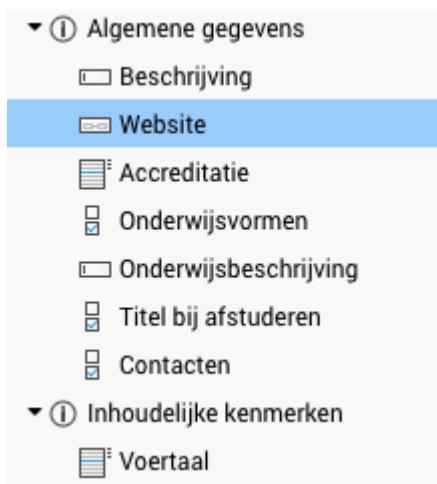 Algemene gegevens
Beschrijving
Website
Accreditatie
Onderwijsvormen
Onderwijsbeschrijving
Titel bij afstuderen
Contacten
Inhoudelijke kenmerken
Voertaal